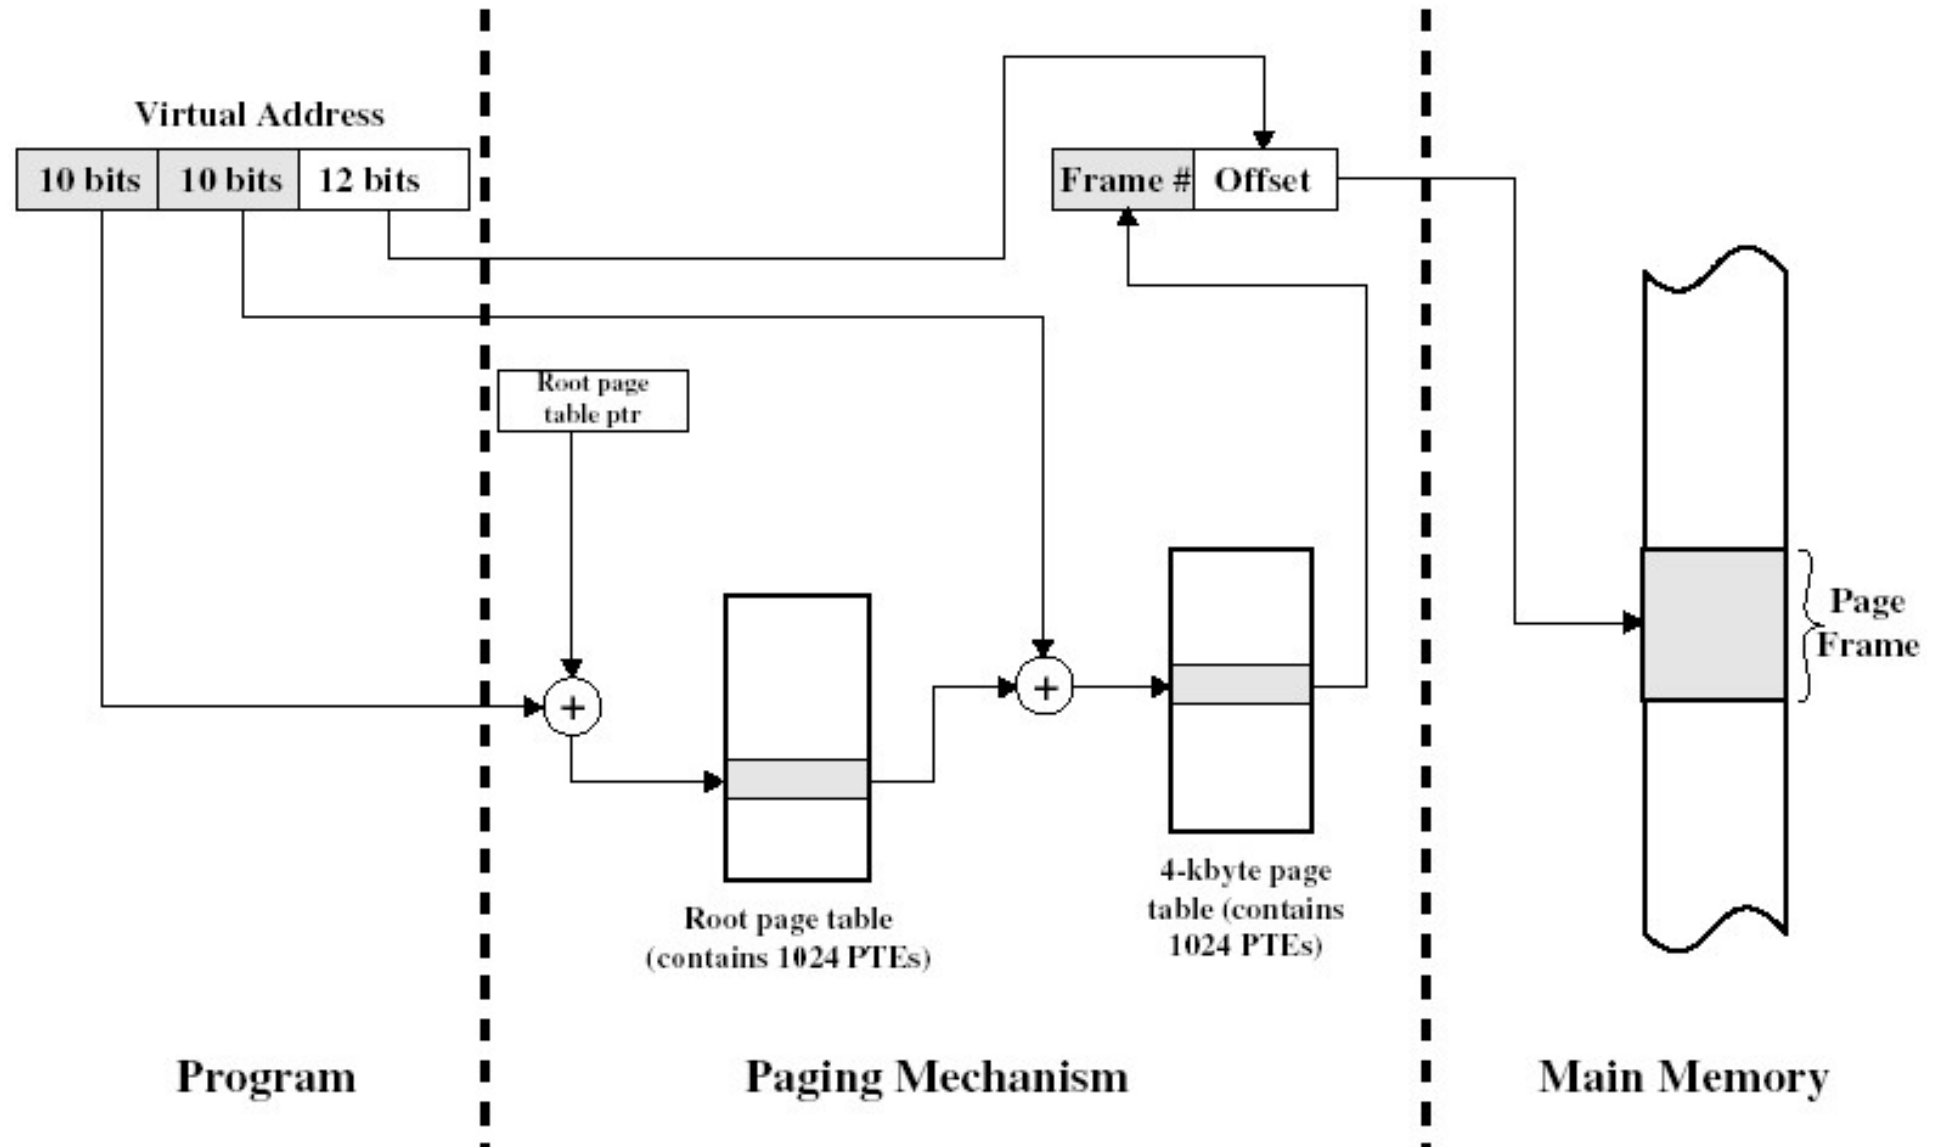 Virtual Address
10 bits
10 bits
12 bits
Frame #
Offset
Root page
table ptr
+
+
Page
Frame
Root page table
(contains 1024 PTEs)
4-kbyte page
table (contains
1024 PTEs)
Program
Paging Mechanism
Main Memory